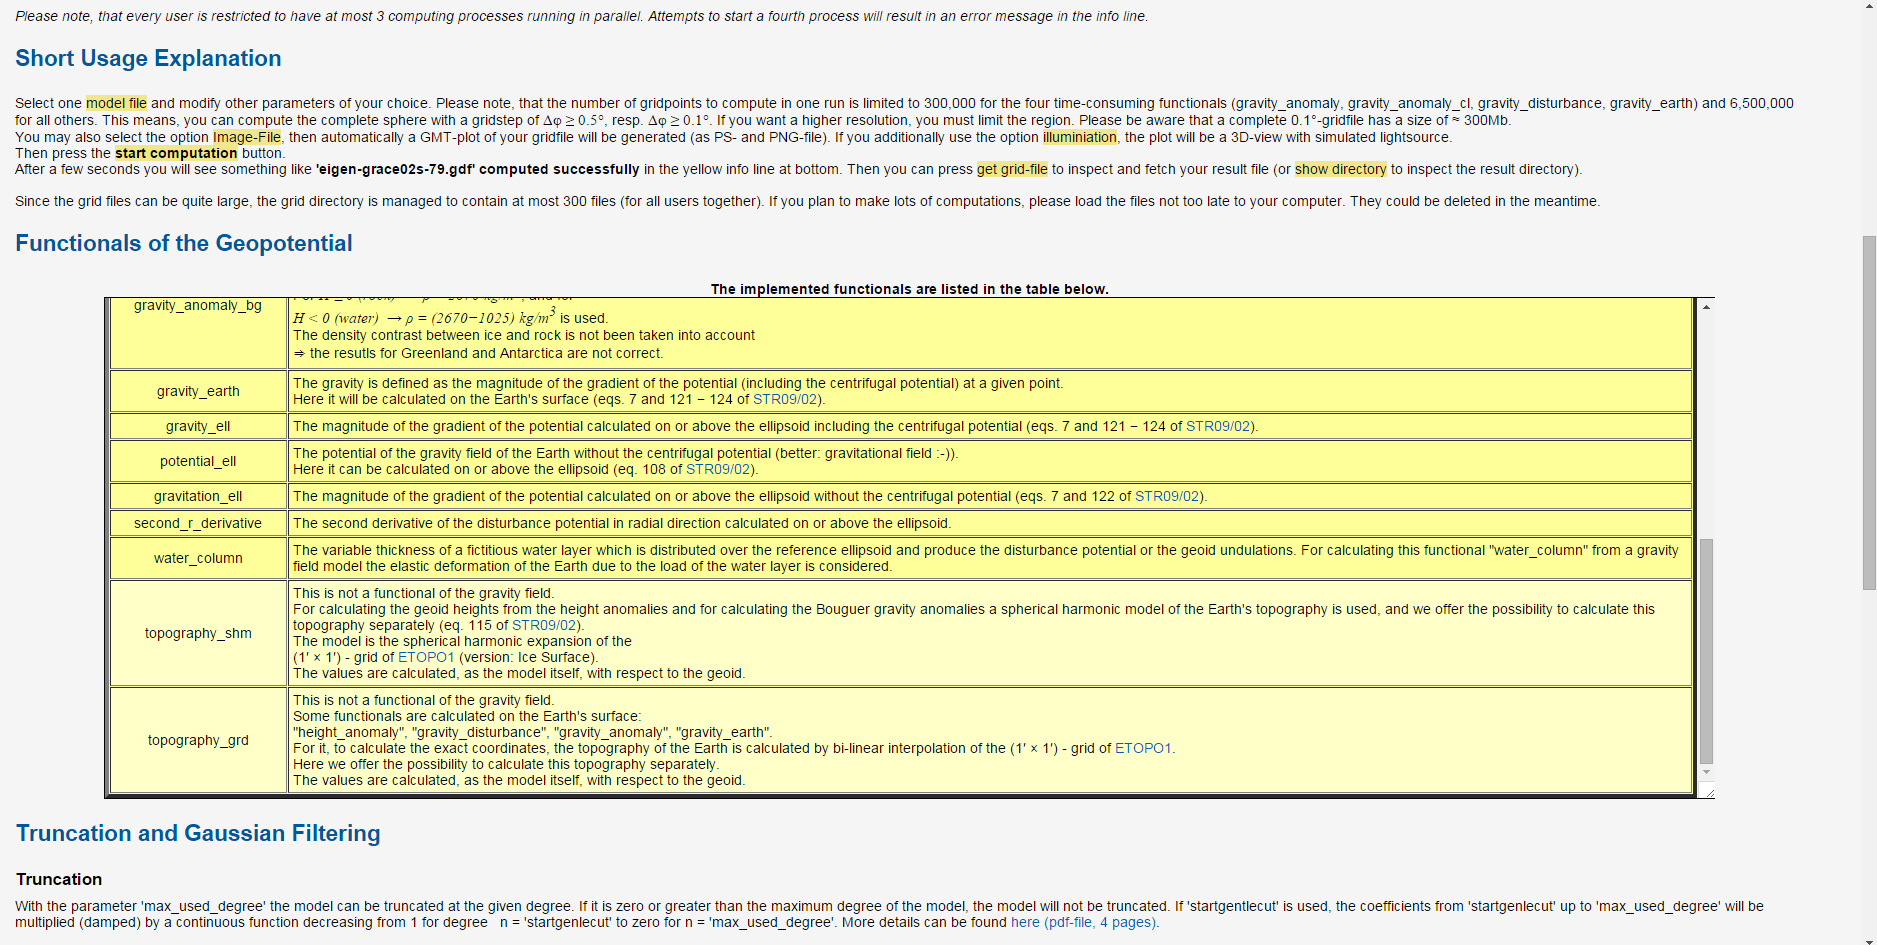 Please note, that every user is restricted to have at most 3 computing processes running in parallel. Attempts to start a fourth process will result in an error message in the info line.
Short Usage Explanation
Select one model file and modify other parameters of your choice. Please note, that the number of gridpoints to compute in one run is limited to 300,000 for the four time-consuming functionals (gravity_anomaly, gravity_anomaly_cl, gravity_disturbance, gravity_earth) and 6,500,000
for all others. This means, you can compute the complete sphere with a gridstep of Δφ ≥ 0.5°, resp. Δφ ≥ 0.1°. If you want a higher resolution, you must limit the region. Please be aware that a complete 0.1°-gridfile has a size of ≈ 300Mb.
You may also select the option Image-File, then automatically a GMT-plot of your gridfile will be generated (as PS- and PNG-file). If you additionally use the option illuminiation, the plot will be a 3D-view with simulated lightsource.
Then press the start computation button.
After a few seconds you will see something like 'eigen-grace02s-79.gdf' computed successfully in the yellow info line at bottom. Then you can press get grid-file to inspect and fetch your result file (or show directory to inspect the result directory).
Since the grid files can be quite large, the grid directory is managed to contain at most 300 files (for all users together). If you plan to make lots of computations, please load the files not too late to your computer. They could be deleted in the meantime.
Functionals of the Geopotential
The implemented functionals are listed in the table below.
gravity_anomaly_bg
H < 0 (water) → ρ = (2670−1025) kg/m³ is used.
The density contrast between ice and rock is not been taken into account
⇒ the resutls for Greenland and Antarctica are not correct.
gravity_earth
The gravity is defined as the magnitude of the gradient of the potential (including the centrifugal potential) at a given point.
Here it will be calculated on the Earth's surface (eqs. 7 and 121 − 124 of STR09/02).
gravity_ell
The magnitude of the gradient of the potential calculated on or above the ellipsoid including the centrifugal potential (eqs. 7 and 121 − 124 of STR09/02).
potential_ell
The potential of the gravity field of the Earth without the centrifugal potential (better: gravitational field :-)).
Here it can be calculated on or above the ellipsoid (eq. 108 of STR09/02).
gravitation_ell
The magnitude of the gradient of the potential calculated on or above the ellipsoid without the centrifugal potential (eqs. 7 and 122 of STR09/02).
second_r_derivative
The second derivative of the disturbance potential in radial direction calculated on or above the ellipsoid.
water_column
The variable thickness of a fictitious water layer which is distributed over the reference ellipsoid and produce the disturbance potential or the geoid undulations. For calculating this functional "water_column" from a gravity
field model the elastic deformation of the Earth due to the load of the water layer is considered.
topography_shm
This is not a functional of the gravity field.
For calculating the geoid heights from the height anomalies and for calculating the Bouguer gravity anomalies a spherical harmonic model of the Earth's topography is used, and we offer the possibility to calculate this
topography separately (eq. 115 of STR09/02).
The model is the spherical harmonic expansion of the
(1′ × 1′) - grid of ETOPO1 (version: Ice Surface).
The values are calculated, as the model itself, with respect to the geoid.
topography_grd
This is not a functional of the gravity field.
Some functionals are calculated on the Earth's surface:
"height_anomaly", "gravity_disturbance", "gravity_anomaly", "gravity_earth".
For it, to calculate the exact coordinates, the topography of the Earth is calculated by bi-linear interpolation of the (1′ × 1′) - grid of ETOPO1.
Here we offer the possibility to calculate this topography separately.
The values are calculated, as the model itself, with respect to the geoid.
Truncation and Gaussian Filtering
Truncation
With the parameter 'max_used_degree' the model can be truncated at the given degree. If it is zero or greater than the maximum degree of the model, the model will not be truncated. If 'startgentlecut' is used, the coefficients from 'startgenlecut' up to 'max_used_degree' will be
multiplied (damped) by a continuous function decreasing from 1 for degree n = 'startgenlecut' to zero for n = 'max_used_degree'. More details can be found here (pdf-file, 4 pages).